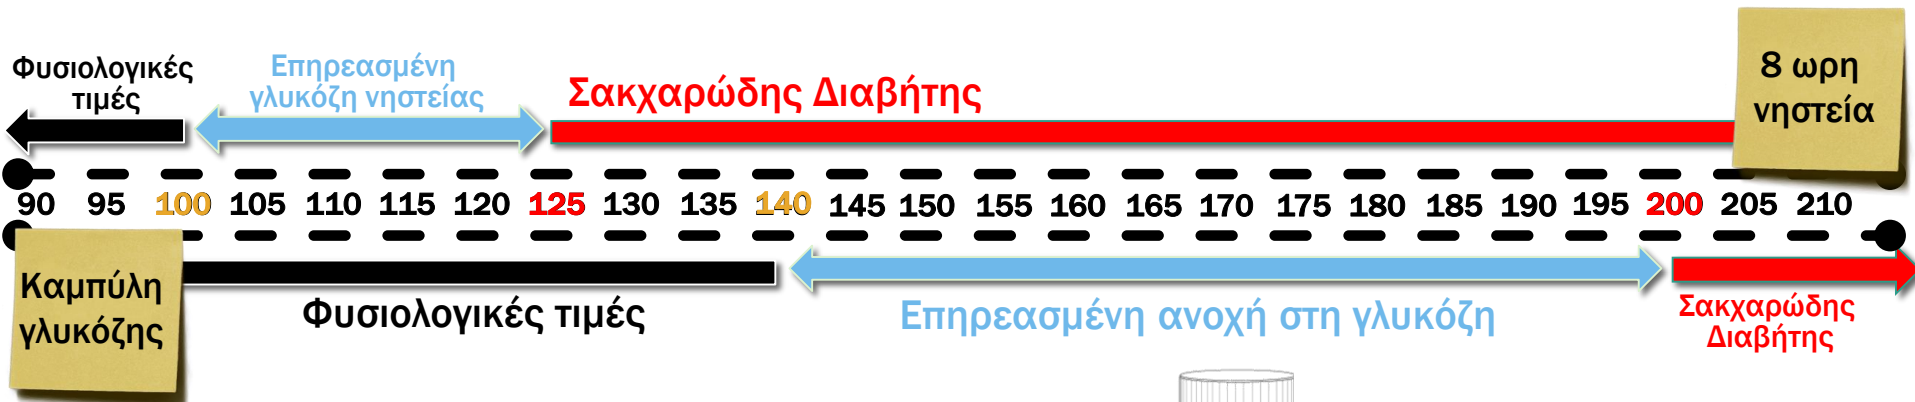 Φυσιολογικές
τιμές
Επηρεασμένη
γλυκόζη νηστείας
Σακχαρώδης Διαβήτης
8 ωρη
νηστεία
90 95 100 105 110 115 120 125 130 135 140 145 150 155 160 165 170 175 180 185 190 195 200 205 210
Καμπύλη
γλυκόζης
Φυσιολογικές τιμές
Επηρεασμένη ανοχή στη γλυκόζη
Σακχαρώδης
Διαβήτης